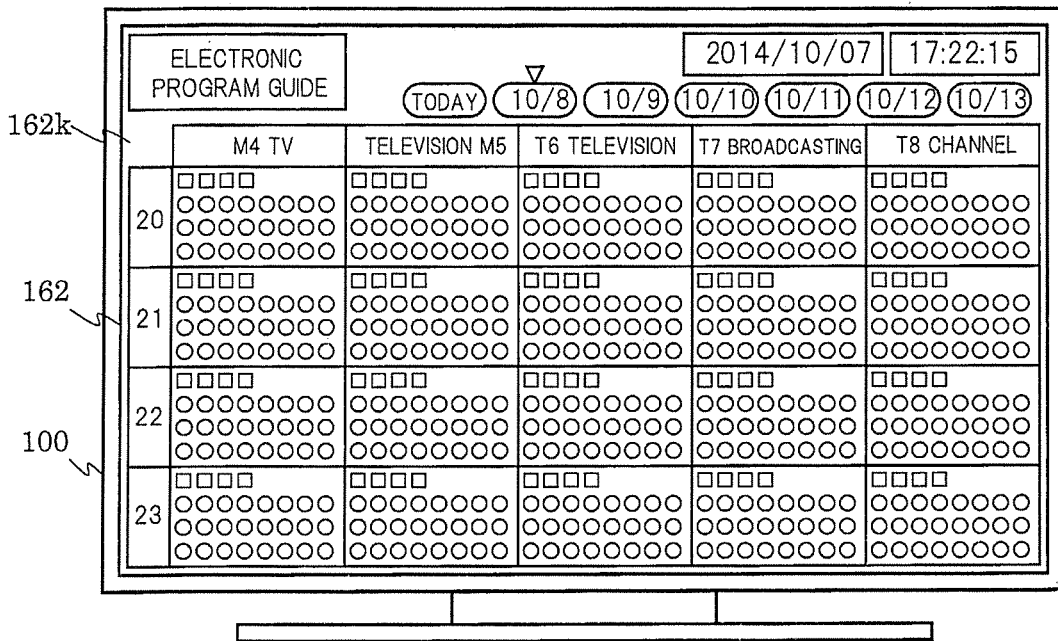 ELECTRONIC
PROGRAM GUIDE
2014/10/07 17:22:15
TODAY 10/8 10/9 10/10 10/11 10/12 10/13
162k
M4 TV TELEVISION M5 T6 TELEVISION T7 BROADCASTING T8 CHANNEL
20
□□□□ □□□□ □□□□ □□□□ □□□□
○○○○○○○○ ○○○○○○○○ ○○○○○○○○ ○○○○○○○○ ○○○○○○○○
○○○○○○○○ ○○○○○○○○ ○○○○○○○○ ○○○○○○○○ ○○○○○○○○
○○○○○○○○ ○○○○○○○○ ○○○○○○○○ ○○○○○○○○ ○○○○○○○○
162
21
□□□□ □□□□ □□□□ □□□□ □□□□
○○○○○○○○ ○○○○○○○○ ○○○○○○○○ ○○○○○○○○ ○○○○○○○○
○○○○○○○○ ○○○○○○○○ ○○○○○○○○ ○○○○○○○○ ○○○○○○○○
○○○○○○○○ ○○○○○○○○ ○○○○○○○○ ○○○○○○○○ ○○○○○○○○
22
□□□□ □□□□ □□□□ □□□□ □□□□
○○○○○○○○ ○○○○○○○○ ○○○○○○○○ ○○○○○○○○ ○○○○○○○○
○○○○○○○○ ○○○○○○○○ ○○○○○○○○ ○○○○○○○○ ○○○○○○○○
○○○○○○○○ ○○○○○○○○ ○○○○○○○○ ○○○○○○○○ ○○○○○○○○
100
23
□□□□ □□□□ □□□□ □□□□ □□□□
○○○○○○○○ ○○○○○○○○ ○○○○○○○○ ○○○○○○○○ ○○○○○○○○
○○○○○○○○ ○○○○○○○○ ○○○○○○○○ ○○○○○○○○ ○○○○○○○○
○○○○○○○○ ○○○○○○○○ ○○○○○○○○ ○○○○○○○○ ○○○○○○○○